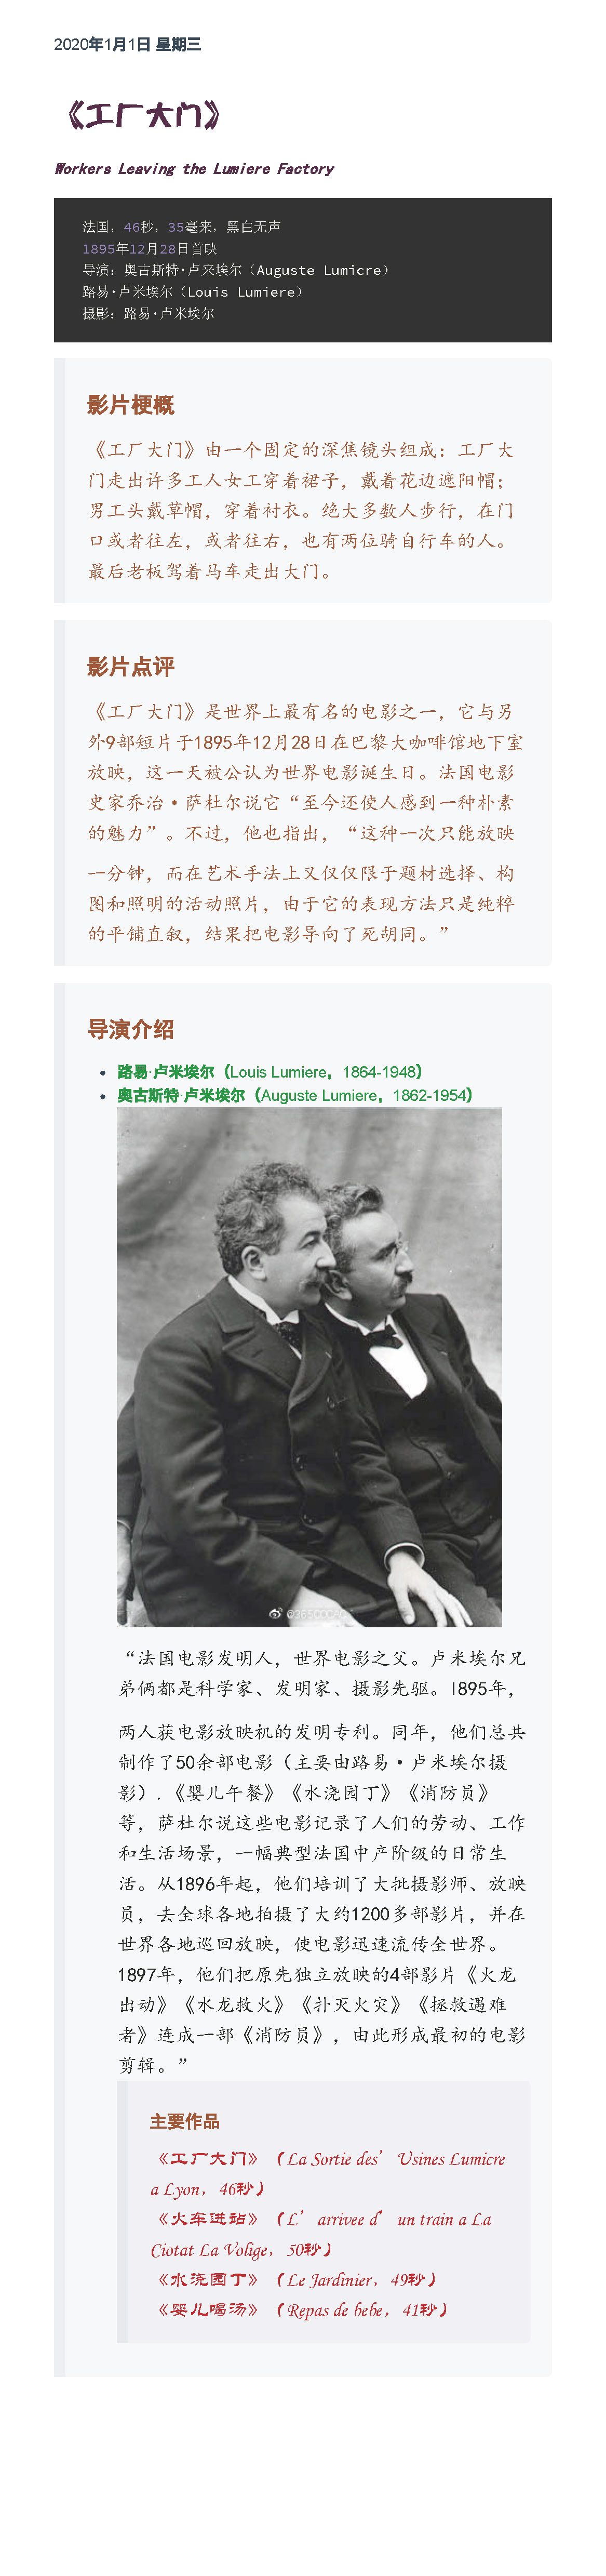 2020年1月1日 星期三
《工厂大门》
Workers Leaving the Lumiere Factory
法国，46秒，35毫来，黑白无声
1895年12月28日首映
导演：奥古斯特·卢来埃尔（Auguste Lumicre）
路易·卢米埃尔（Louis Lumiere）
摄影：路易·卢米埃尔
影片梗概
《工厂大门》由一个固定的深焦镜头组成：工厂大
门走出许多工人女工穿着裙子，戴着花边遮阳帽；
男工头戴草帽，穿着衬衣。绝大多数人步行，在门
口或者往左，或者往右，也有两位骑自行车的人。
最后老板驾着马车走出大门。
影片点评
《工厂大门》是世界上最有名的电影之一，它与另
外9部短片于1895年12月28日在巴黎大咖啡馆地下室
放映，这一天被公认为世界电影诞生日。法国电影
史家乔治·萨杜尔说它“至今还使人感到一种朴素
的魅力”。不过，他也指出，“这种一次只能放映
一分钟，而在艺术手法上又仅仅限于题材选择、构
图和照明的活动照片，由于它的表现方法只是纯粹
的平铺直叙，结果把电影导向了死胡同。”
导演介绍
• 路易·卢米埃尔（Louis Lumiere，1864-1948）
• 奥古斯特·卢米埃尔（Auguste Lumiere，1862-1954）
“法国电影发明人，世界电影之父。卢米埃尔兄
弟俩都是科学家、发明家、摄影先驱。1895年，
两人获电影放映机的发明专利。同年，他们总共
制作了50余部电影（主要由路易·卢米埃尔摄
影）.《婴儿午餐》《水浇园丁》《消防员》
等，萨杜尔说这些电影记录了人们的劳动、工作
和生活场景，一幅典型法国中产阶级的日常生
活。从1896年起，他们培训了大批摄影师、放映
员，去全球各地拍摄了大约1200多部影片，并在
世界各地巡回放映，使电影迅速流传全世界。
1897年，他们把原先独立放映的4部影片《火龙
出动》《水龙救火》《扑灭火灾》《拯救遇难
者》连成一部《消防员》，由此形成最初的电影
剪辑。”
主要作品
《工厂大门》（La Sortie des’Usines Lumicre
a Lyon，46秒）
《火车进站》（L’arrivee d’un train a La
Ciotat La Volige，50秒）
《水浇园丁》（Le Jardinier，49秒）
《婴儿喝汤》（Repas de bebe，41秒）